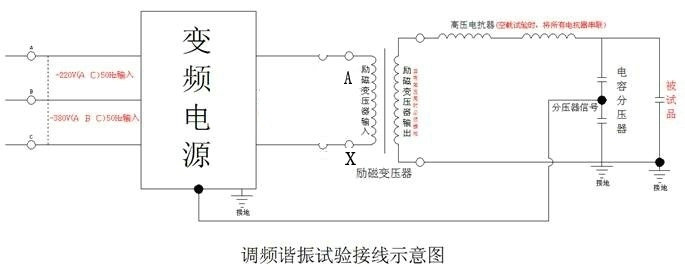 高压电抗器(空载试验时，将所有电抗器串联)
A
~220V(A C)50Hz输入
B
~380V(A B C)50Hz输入
C
变频电源
接地
A
X
励磁变压器输入
励磁变压器输出
励磁变压器
分压器信号
电容分压器
接地
被试品
接地
调频谐振试验接线示意图